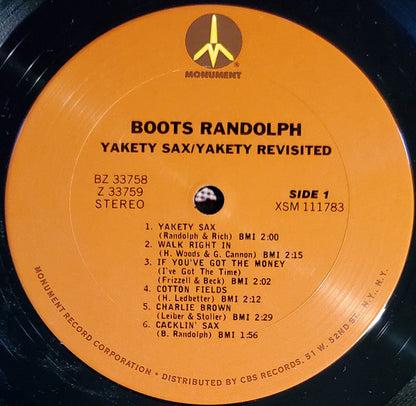 MONUMENT
®
BOOTS RANDOLPH
YAKETY SAX/YAKETY REVISITED
BZ 33758
Z 33759
STEREO
SIDE 1
XSM 111783
1. YAKETY SAX
(Randolph & Rich) BMI 2:00
2. WALK RIGHT IN
(H. Woods & G. Cannon) BMI 2:15
3. IF YOU'VE GOT THE MONEY
(I've Got The Time)
(Frizzell & Beck) BMI 2:02
4. COTTON FIELDS
(H. Ledbetter) BMI 2:12
5. CHARLIE BROWN
(Leiber & Stoller) BMI 2:29
6. CACKLIN' SAX
(B. Randolph) BMI 1:56
MONUMENT RECORD CORPORATION * DISTRIBUTED BY CBS RECORDS, 51 W. 52ND ST., N.Y., N.Y.